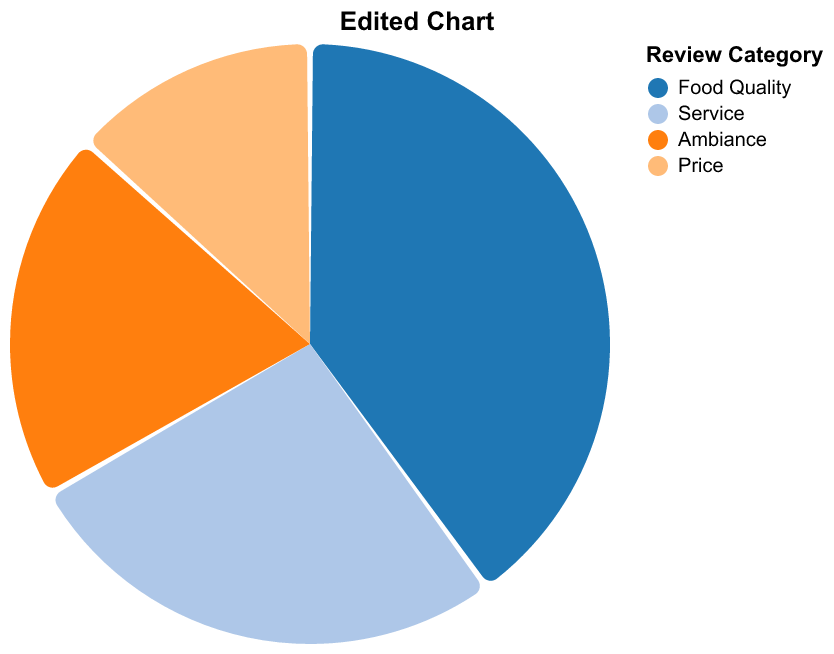 Edited Chart
Review Category
Food Quality
Service
Ambiance
Price